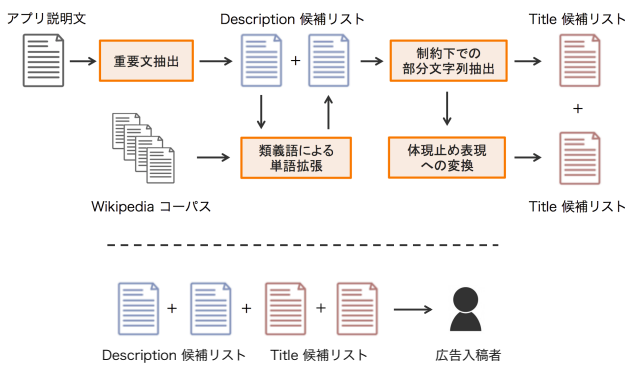 アプリ説明文
Description 候補リスト
Title 候補リスト
重要文抽出
+
制約下での
部分文字列抽出
+
類義語による
単語拡張
体現止め表現
への変換
Wikipedia コーパス
Title 候補リスト
+
+
+
Description 候補リスト
Title 候補リスト
広告入稿者